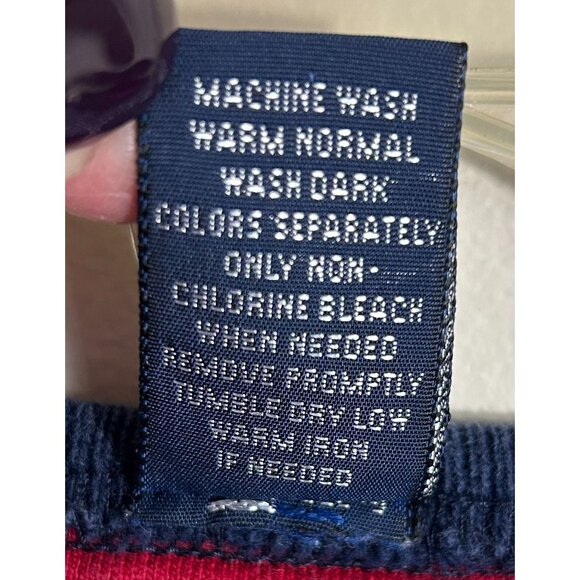 MACHINE WASH
WARM NORMAL
WASH DARK
COLORS SEPARATELY
ONLY NON-
CHLORINE BLEACH
WHEN NEEDED
REMOVE PROMPTLY
TUMBLE DRY LOW
WARM IRON
IF NEEDED